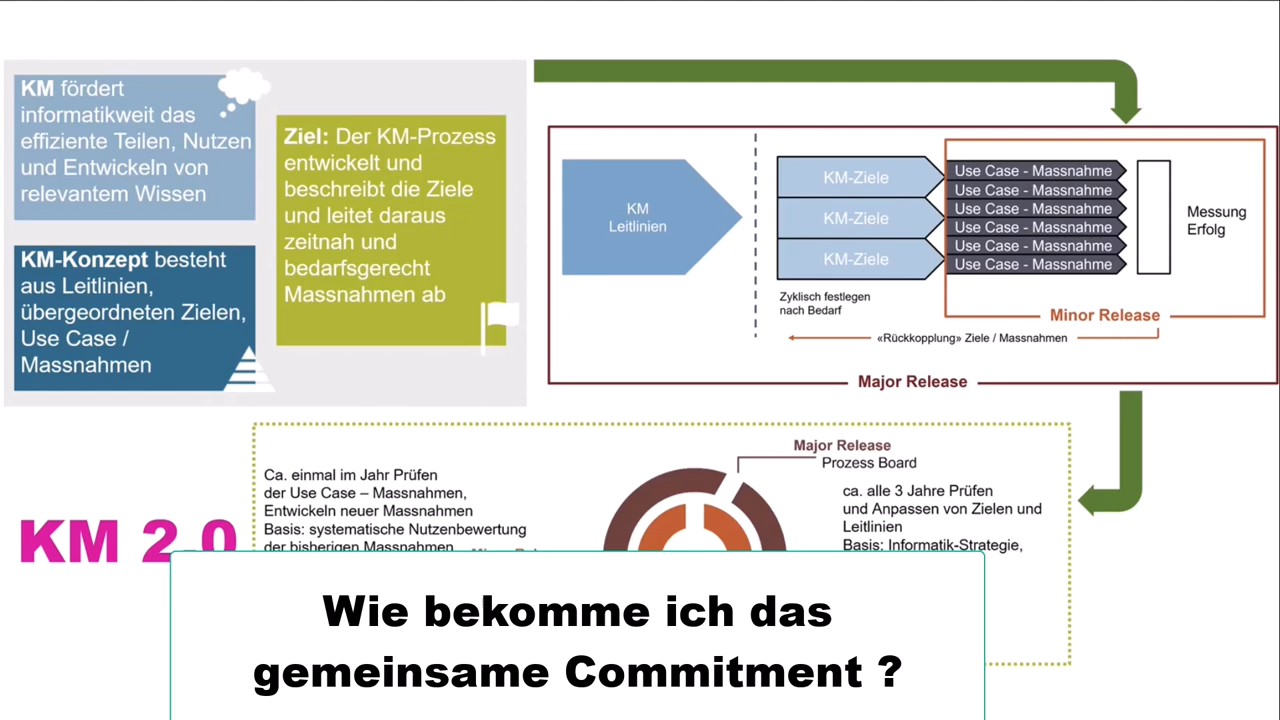 KM fördert
informatikweit das
effiziente Teilen, Nutzen
und Entwickeln von
relevantem Wissen
KM-Konzept besteht
aus Leitlinien,
übergeordneten Zielen,
Use Case /
Massnahmen
Ziel: Der KM-Prozess
entwickelt und
beschreibt die Ziele
und leitet daraus
zeitnah und
bedarfsgerecht
Massnahmen ab
KM
Leitlinien
KM-Ziele
KM-Ziele
KM-Ziele
Zyklisch festlegen
nach Bedarf
Use Case - Massnahme
Use Case - Massnahme
Use Case - Massnahme
Use Case - Massnahme
Use Case - Massnahme
Use Case - Massnahme
Messung
Erfolg
Minor Release
«Rückkopplung» Ziele / Massnahmen
Major Release
KM 2.0
Ca. einmal im Jahr Prüfen
der Use Case – Massnahmen,
Entwickeln neuer Massnahmen
Basis: systematische Nutzenbewertung
der bisherigen Massnahmen
Major Release
Prozess Board
ca. alle 3 Jahre Prüfen
und Anpassen von Zielen und
Leitlinien
Basis: Informatik-Strategie,
Wie bekomme ich das
gemeinsame Commitment ?